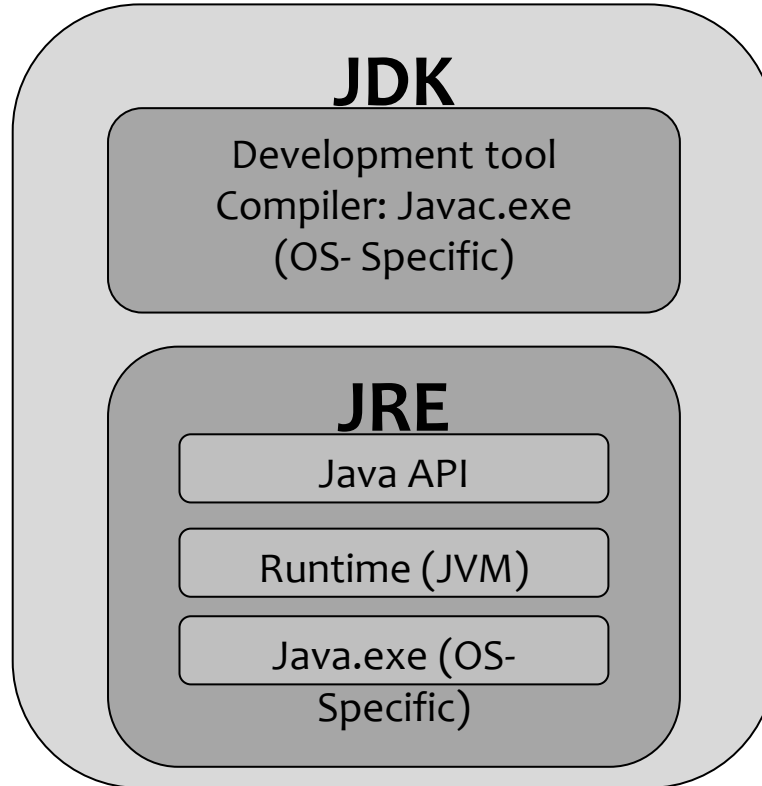 JDK
Development tool
Compiler: Javac.exe
(OS- Specific)
JRE
Java API
Runtime (JVM)
Java.exe (OS-
Specific)